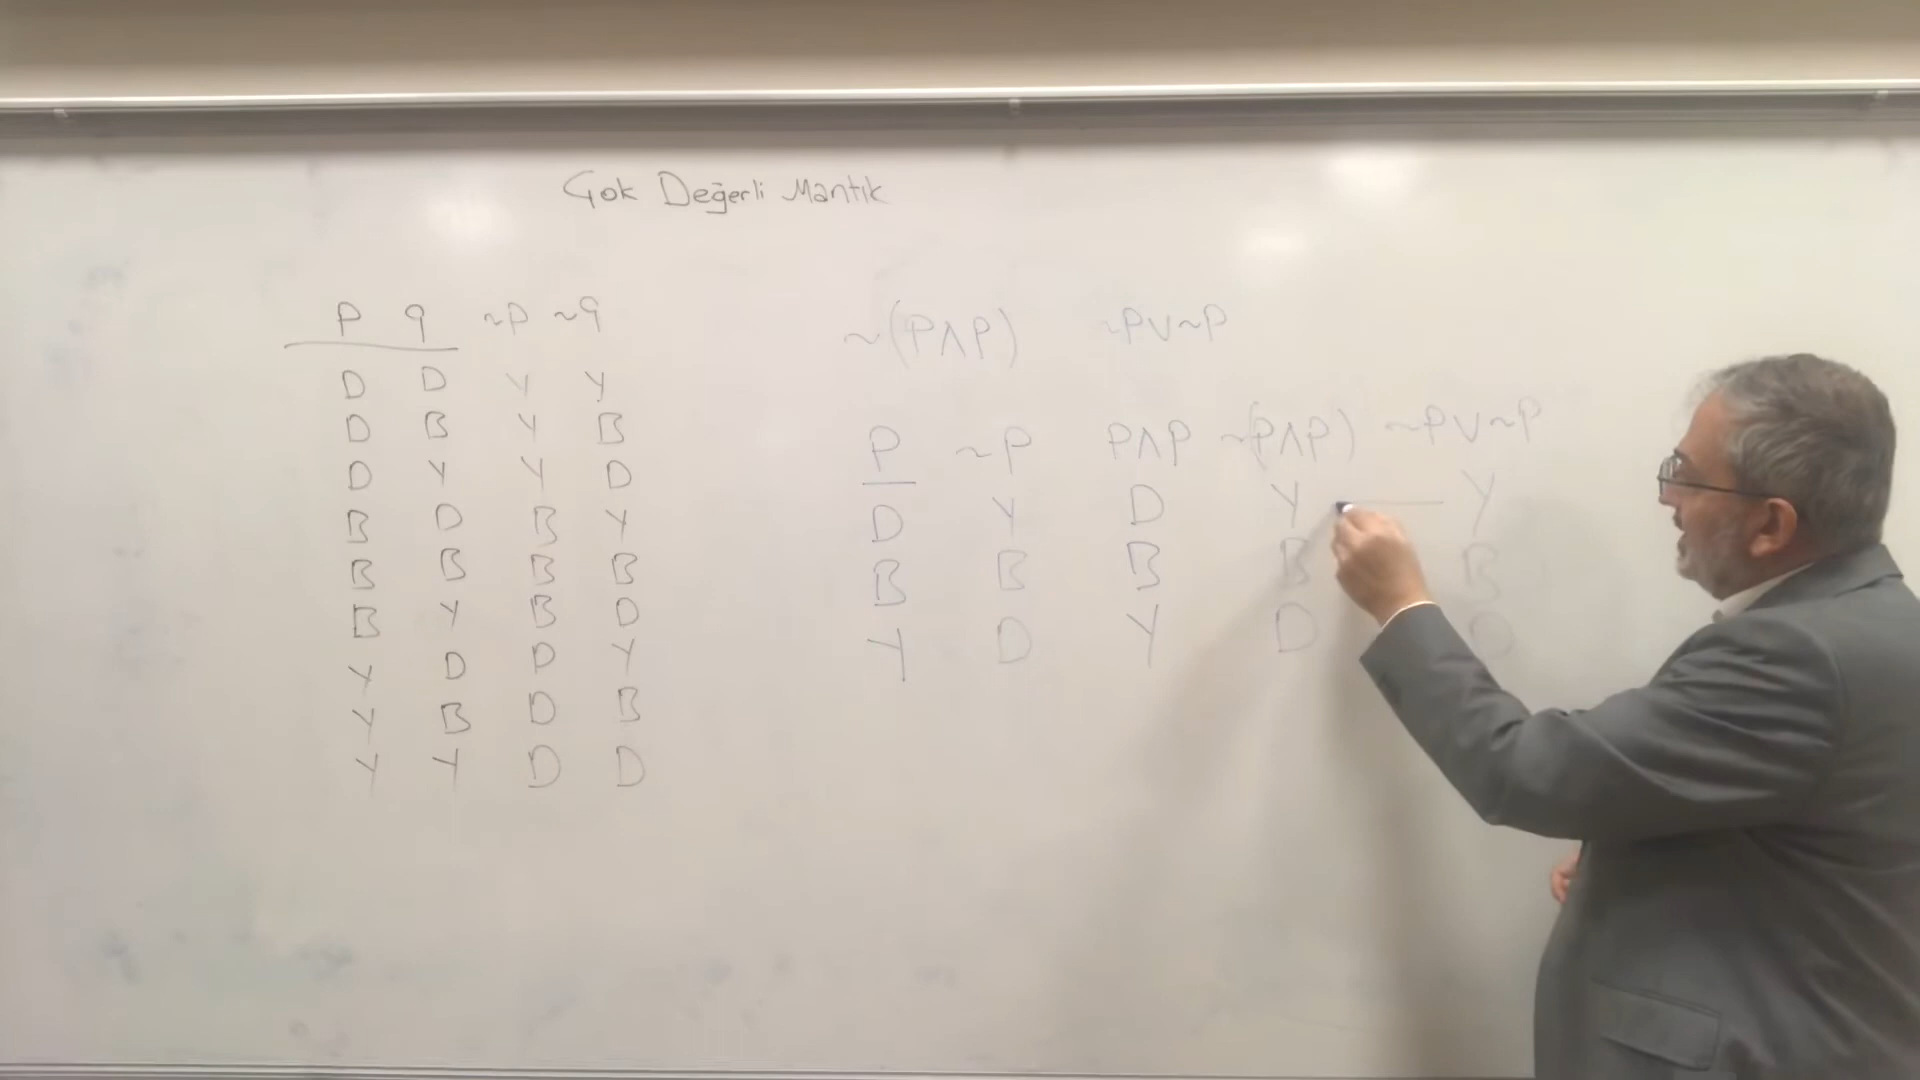 Çok Değerli Mantık
P q ~P ~q
D D Y Y
D B Y B
D Y Y D
B D B Y
B B B B
B Y B D
Y D D Y
Y B D B
Y Y D D
~(P∧P) ~P∨~P
P ~P P∧P ~(P∧P) ~P∨~P
D Y D Y Y
B B B B B
Y D Y D D